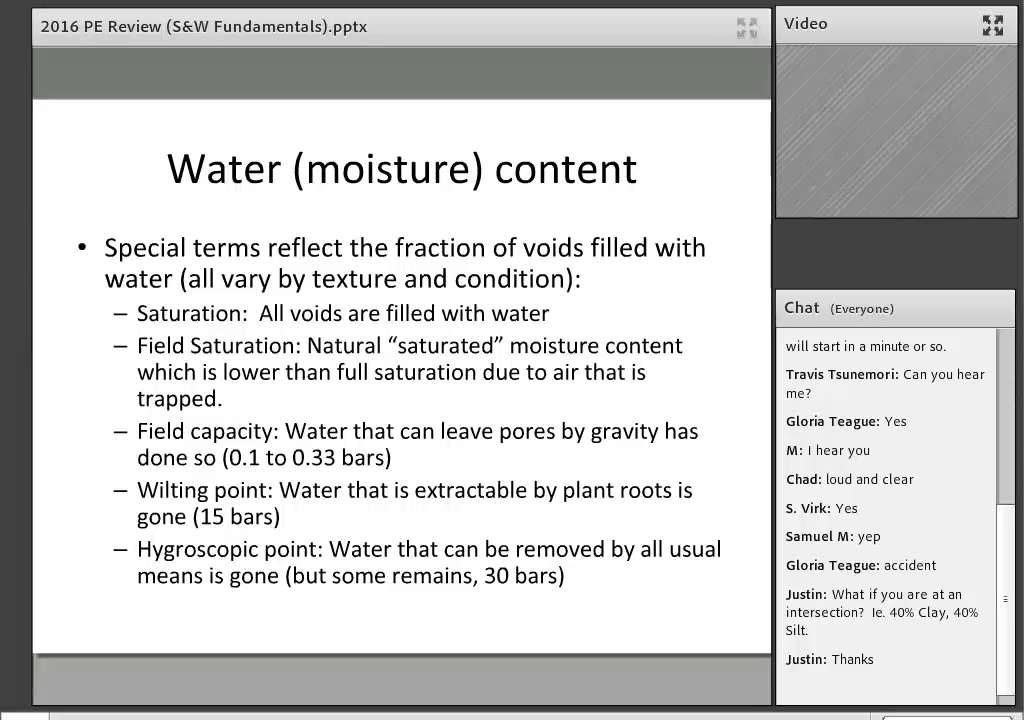 2016 PE Review (S&W Fundamentals).pptx
Water (moisture) content
• Special terms reflect the fraction of voids filled with
water (all vary by texture and condition):
– Saturation:  All voids are filled with water
– Field Saturation: Natural “saturated” moisture content
which is lower than full saturation due to air that is
trapped.
– Field capacity: Water that can leave pores by gravity has
done so (0.1 to 0.33 bars)
– Wilting point: Water that is extractable by plant roots is
gone (15 bars)
– Hygroscopic point: Water that can be removed by all usual
means is gone (but some remains, 30 bars)
Video
Chat (Everyone)
will start in a minute or so.
Travis Tsunemori: Can you hear
me?
Gloria Teague: Yes
M: I hear you
Chad: loud and clear
S. Virk: Yes
Samuel M: yep
Gloria Teague: accident
Justin: What if you are at an
intersection?  Ie. 40% Clay, 40%
Silt.
Justin: Thanks